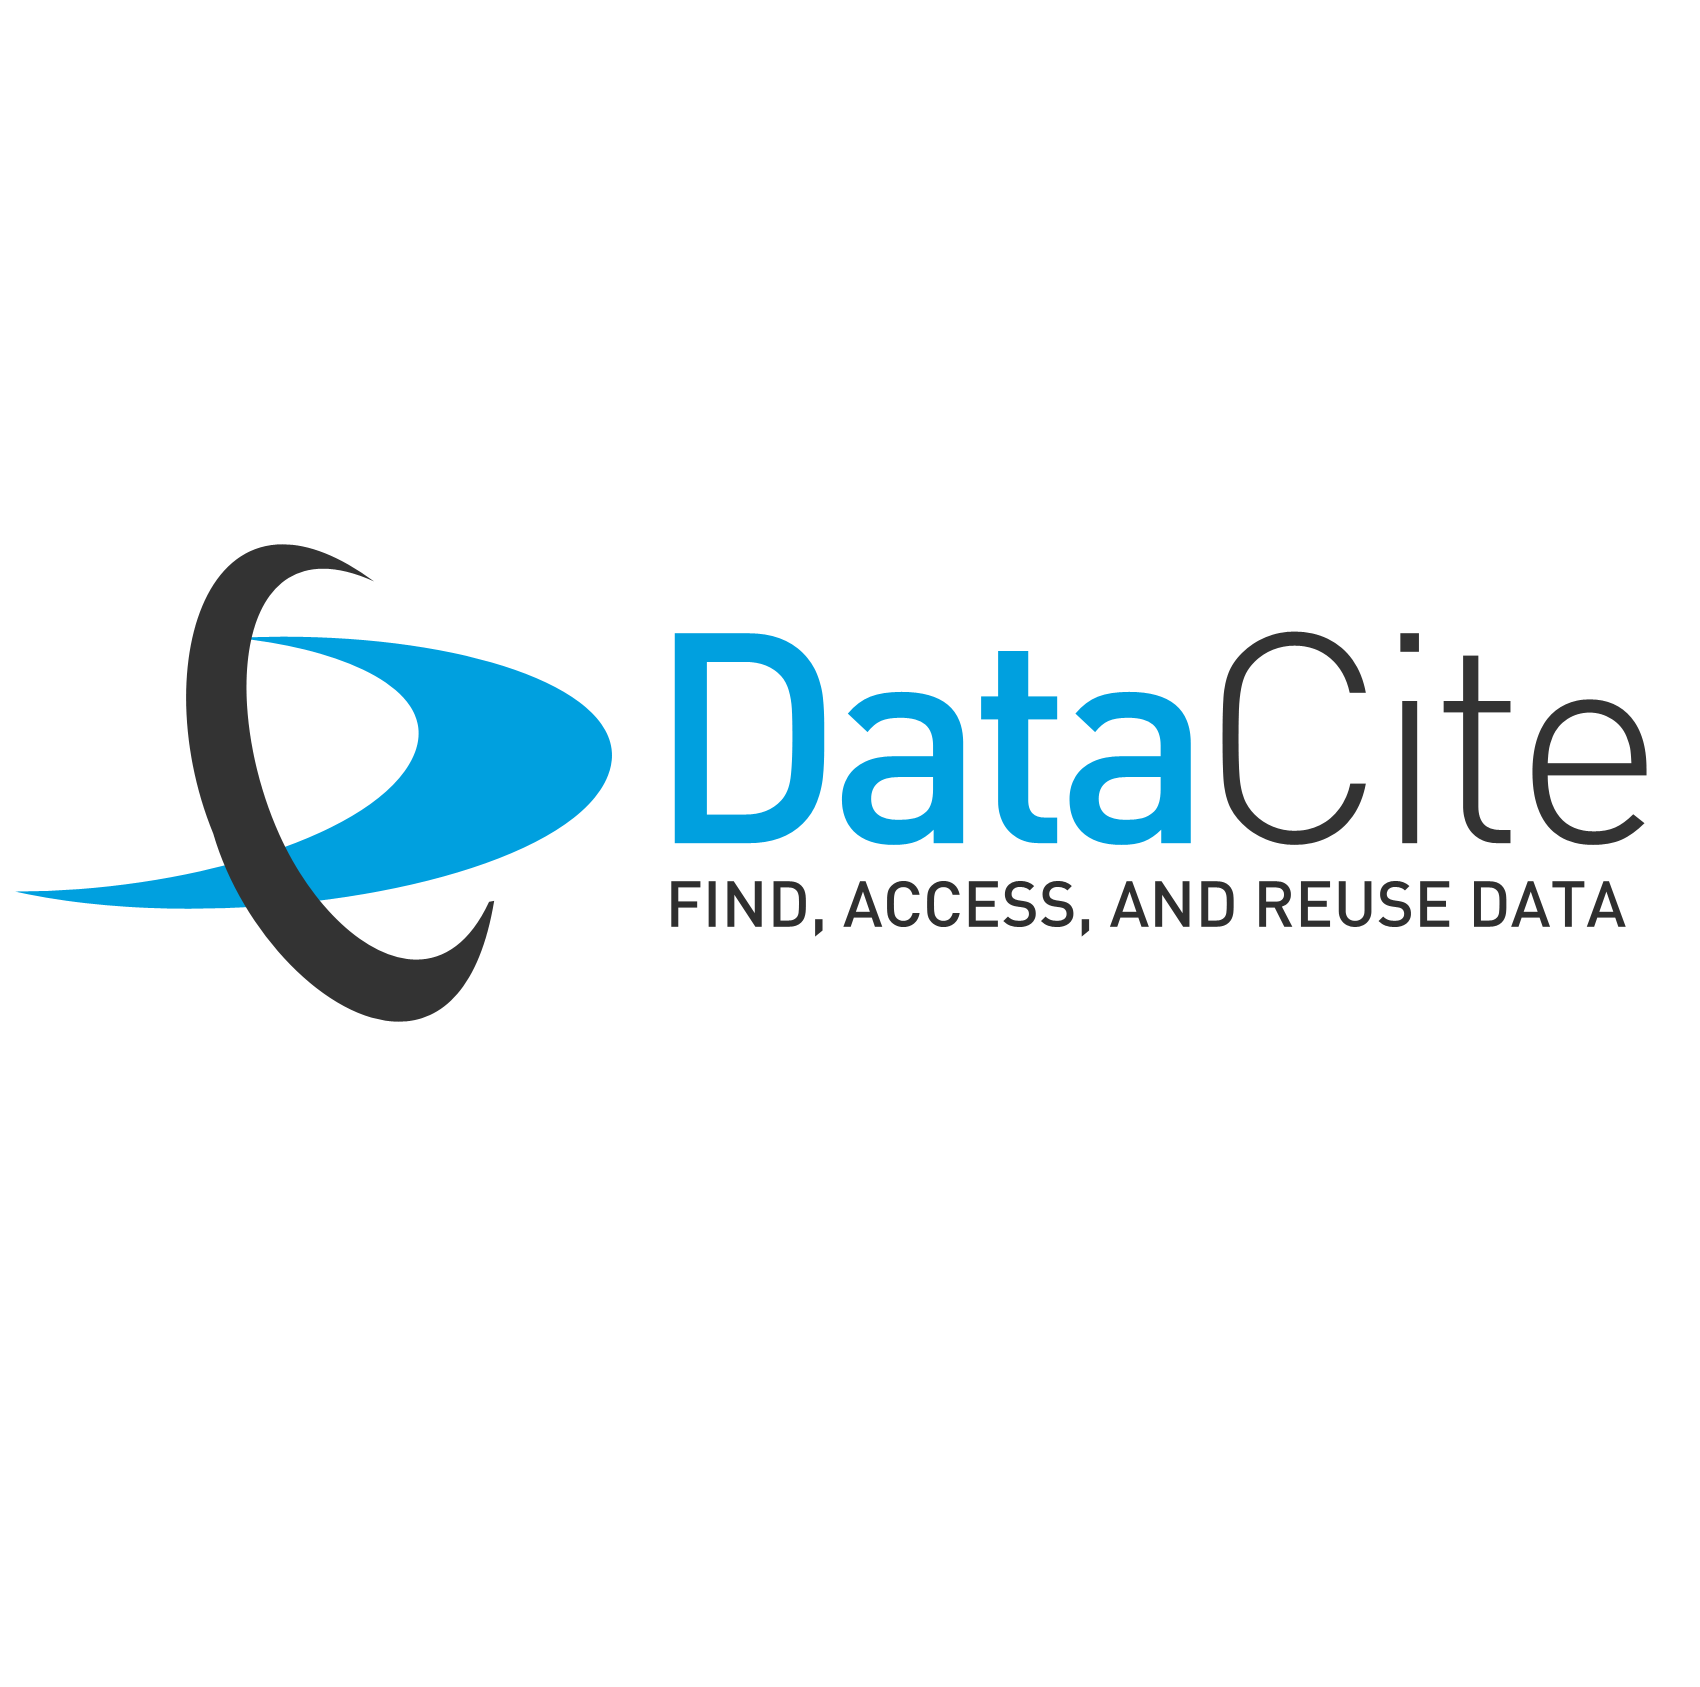 DataCite
FIND, ACCESS, AND REUSE DATA